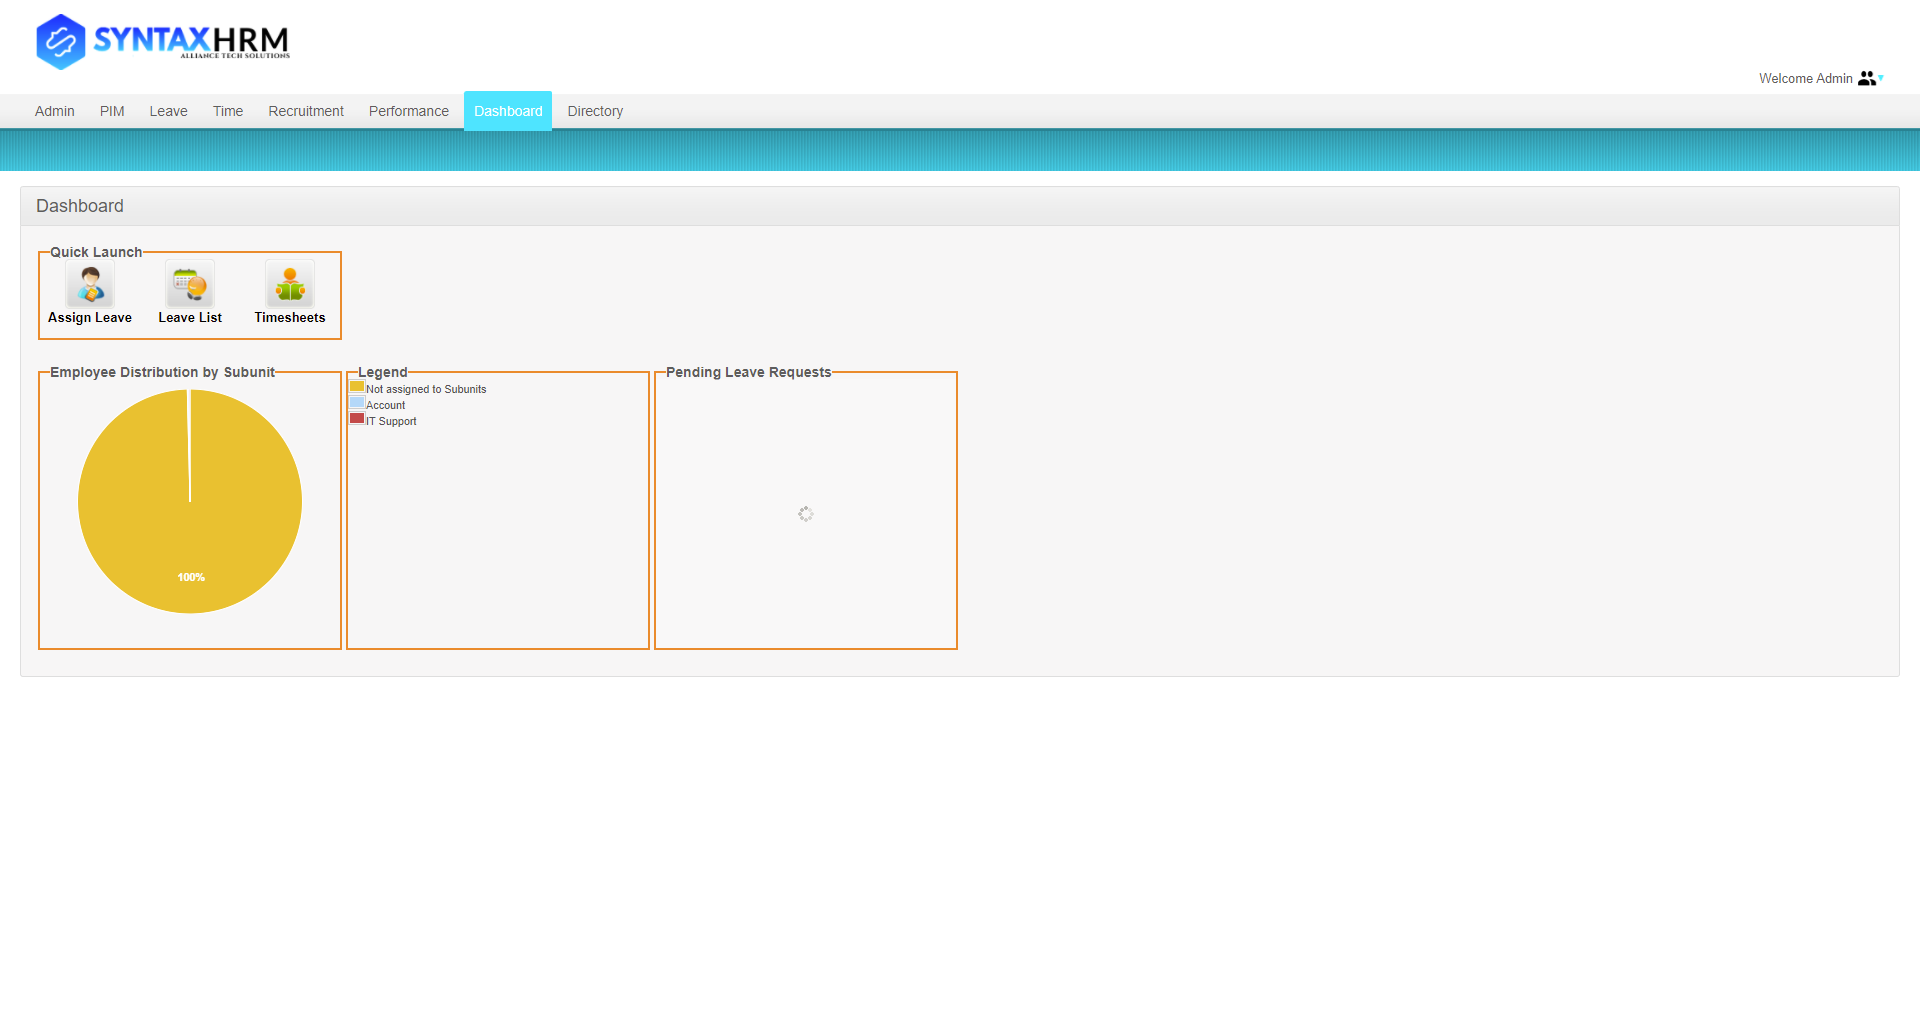 SYNTAXHRM
ALLIANCE TECH SOLUTIONS
Welcome Admin
Admin PIM Leave Time Recruitment Performance Dashboard Directory
Dashboard
Quick Launch
Assign Leave Leave List Timesheets
Employee Distribution by Subunit
100%
Legend
Not assigned to Subunits
Account
IT Support
Pending Leave Requests